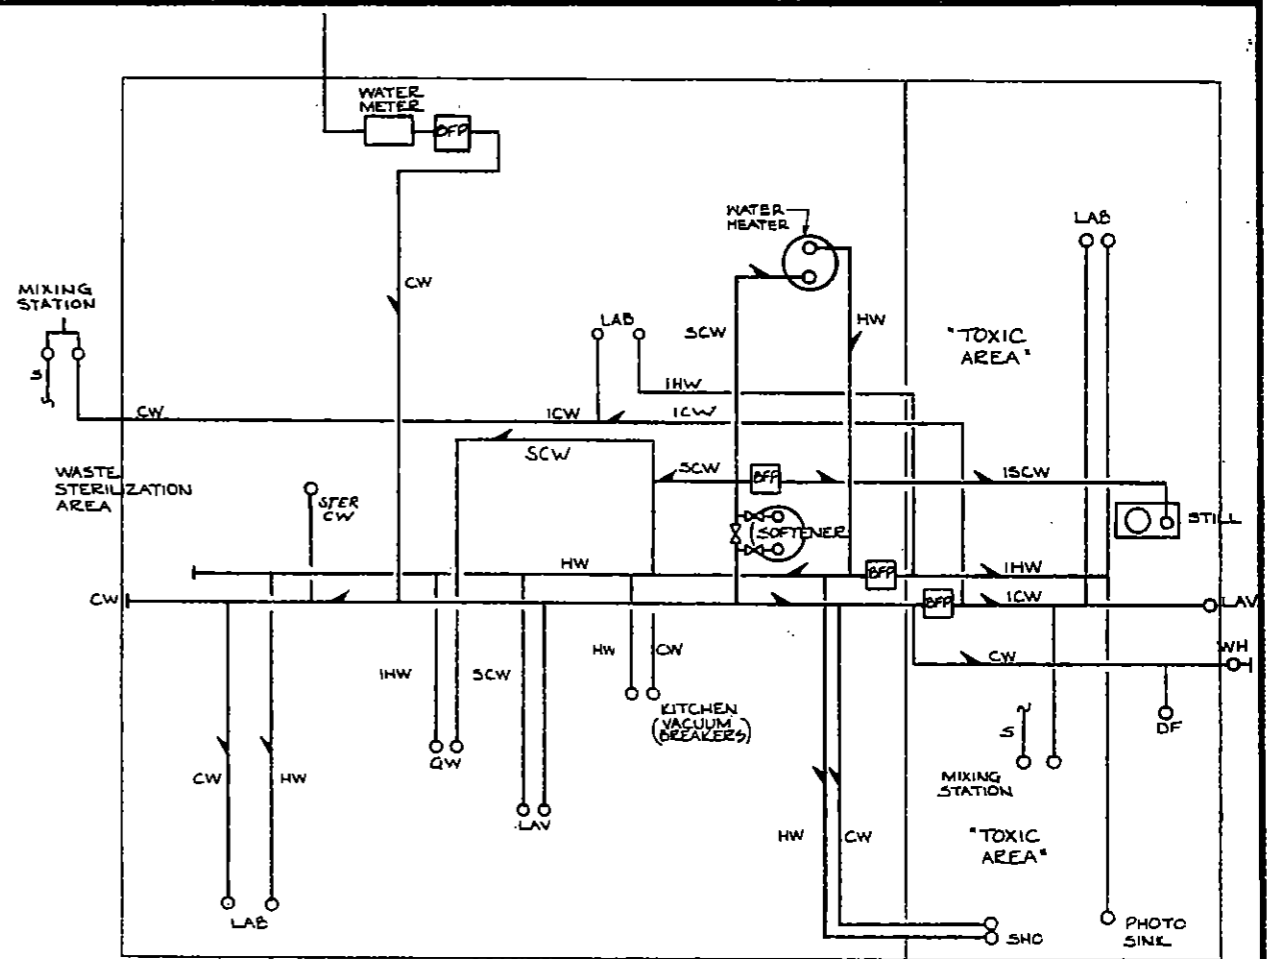 WATER
METER
BFP
WATER
HEATER
LAB
CW
MIXING
STATION
LAB
SCW
HW
"TOXIC
AREA"
S
IHW
CW
ICW
ICW
SCW
SCW
BFP
ISCW
WASTE
STERILIZATION
AREA
STER
CW
STILL
SOFTENER
HW
BFP
IHW
CW
BFP
ICW
LAV
HW
CW
CW
WH
IHW
SCW
KITCHEN
(VACUUM
BREAKERS)
S
DF
GW
CW
HW
MIXING
STATION
LAV
HW
CW
"TOXIC
AREA"
LAB
SHO
PHOTO
SINK